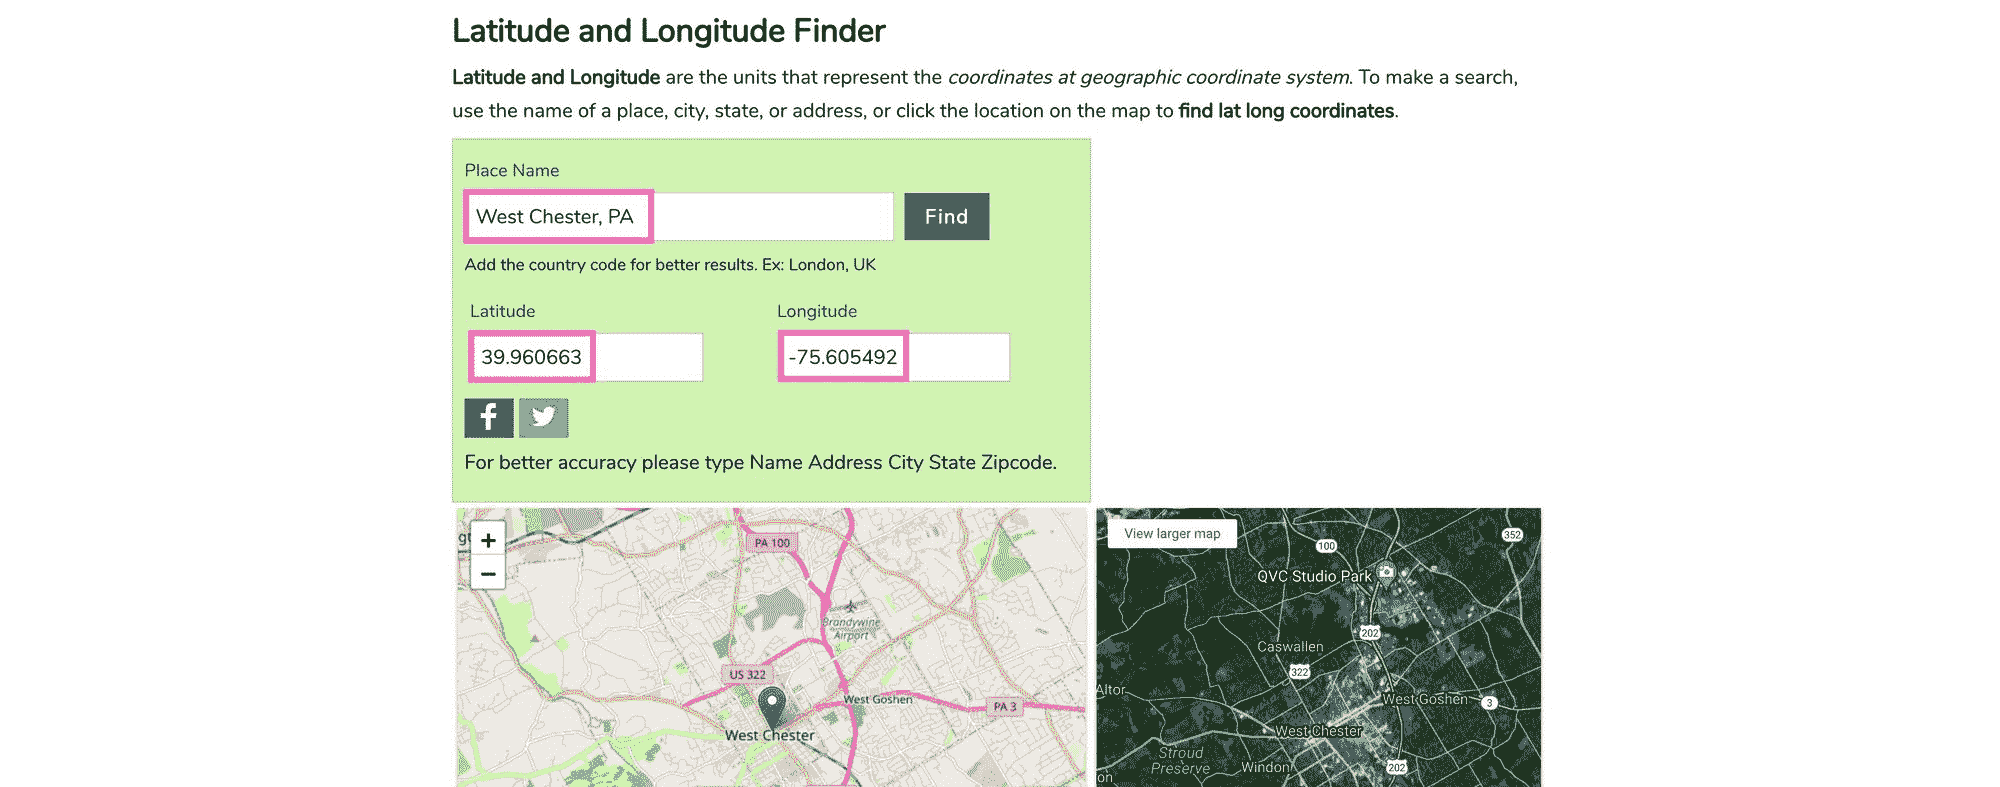 Latitude and Longitude Finder
Latitude and Longitude are the units that represent the coordinates at geographic coordinate system. To make a search,
use the name of a place, city, state, or address, or click the location on the map to find lat long coordinates.
Place Name
West Chester, PA
Find
Add the country code for better results. Ex: London, UK
Latitude
Longitude
39.960663
-75.605492
For better accuracy please type Name Address City State Zipcode.
+
−
PA 100
Brandywine
Airport
US 322
West Goshen
PA 3
West Chester
View larger map
352
100
QVC Studio Park
202
Caswallen
322
Altor
West Goshen
3
West Chester
Stroud
Preserve
Windon
202